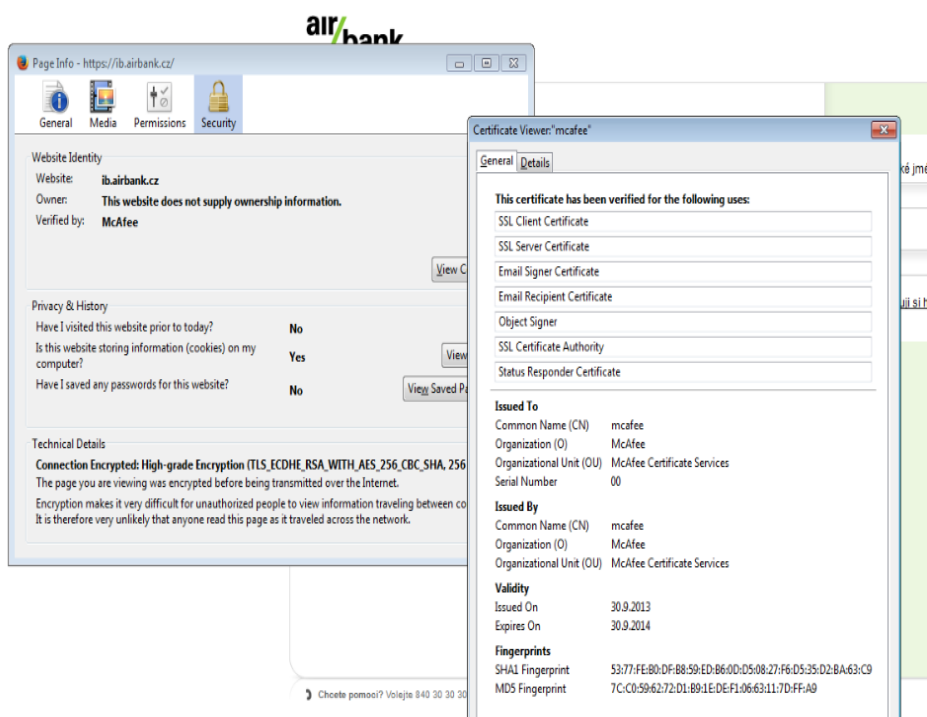 air bank
Page Info - https://ib.airbank.cz/
General Media Permissions Security
Website Identity
Website: ib.airbank.cz
Owner: This website does not supply ownership information.
Verified by: McAfee
View C
Privacy & History
Have I visited this website prior to today? No
Is this website storing information (cookies) on my
computer? Yes View
Have I saved any passwords for this website? No View Saved Pa
Technical Details
Connection Encrypted: High-grade Encryption (TLS_ECDHE_RSA_WITH_AES_256_CBC_SHA, 256
The page you are viewing was encrypted before being transmitted over the Internet.
Encryption makes it very difficult for unauthorized people to view information traveling between co
It is therefore very unlikely that anyone read this page as it traveled across the network.
Certificate Viewer:"mcafee"
General Details
This certificate has been verified for the following uses:
SSL Client Certificate
SSL Server Certificate
Email Signer Certificate
Email Recipient Certificate
Object Signer
SSL Certificate Authority
Status Responder Certificate
Issued To
Common Name (CN) mcafee
Organization (O) McAfee
Organizational Unit (OU) McAfee Certificate Services
Serial Number 00
Issued By
Common Name (CN) mcafee
Organization (O) McAfee
Organizational Unit (OU) McAfee Certificate Services
Validity
Issued On 30.9.2013
Expires On 30.9.2014
Fingerprints
SHA1 Fingerprint 53:77:FE:B0:DF:B8:59:ED:B6:0D:D5:08:27:F6:D5:35:D2:BA:63:C9
MD5 Fingerprint 7C:C0:59:62:72:D1:B9:1E:DE:F1:06:63:11:7D:FF:A9
ké jmé
uji si h
Chcete pomoci? Volejte 840 30 30 30